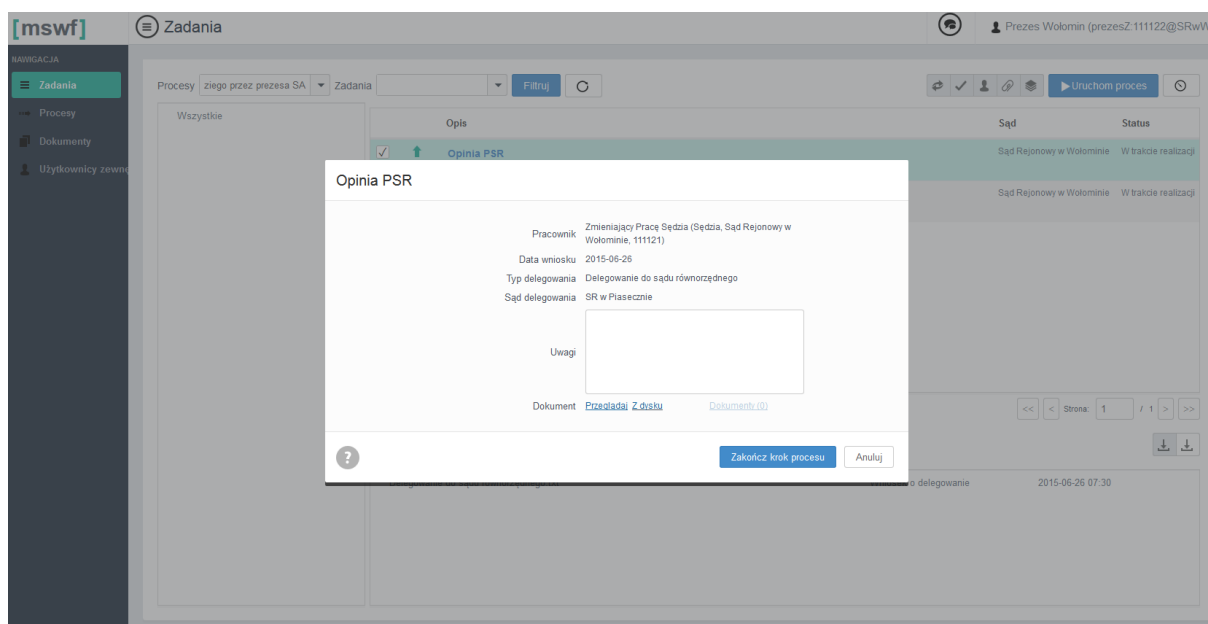 [mswf]
Zadania
Prezes Wołomin (prezesZ:111122@SRwW
NAWIGACJA
Zadania
Procesy
Dokumenty
Użytkownicy zewnę
Procesy ziego przez prezesa SA Zadania Filtruj Uruchom proces
Wszystkie
Opis Sąd Status
Opinia PSR Sąd Rejonowy w Wołominie W trakcie realizacji
Sąd Rejonowy w Wołominie W trakcie realizacji
Opinia PSR
Pracownik Zmieniający Pracę Sędzia (Sędzia, Sąd Rejonowy w
Wołominie, 111121)
Data wniosku 2015-06-26
Typ delegowania Delegowanie do sądu równorzędnego
Sąd delegowania SR w Piasecznie
Uwagi
Dokument Przeglądaj Z dysku Dokumenty (0)
<< < Strona: 1 / 1 > >>
? Zakończ krok procesu Anuluj
o delegowanie 2015-06-26 07:30